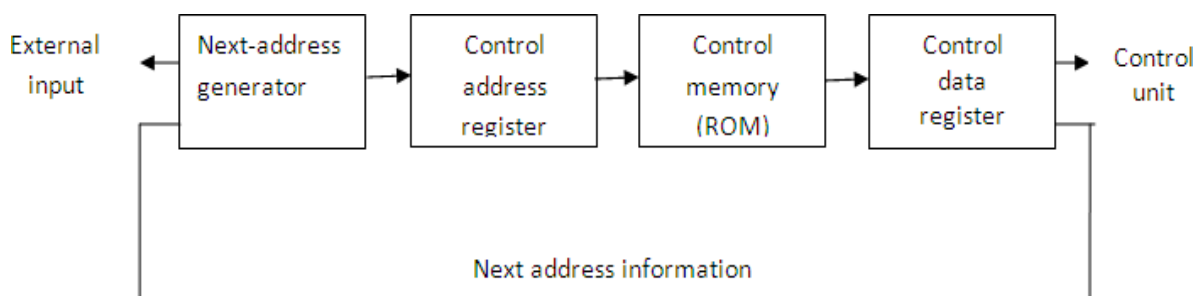 External
input
Next-address
generator
Control
address
register
Control
memory
(ROM)
Control
data
register
Control
unit
Next address information